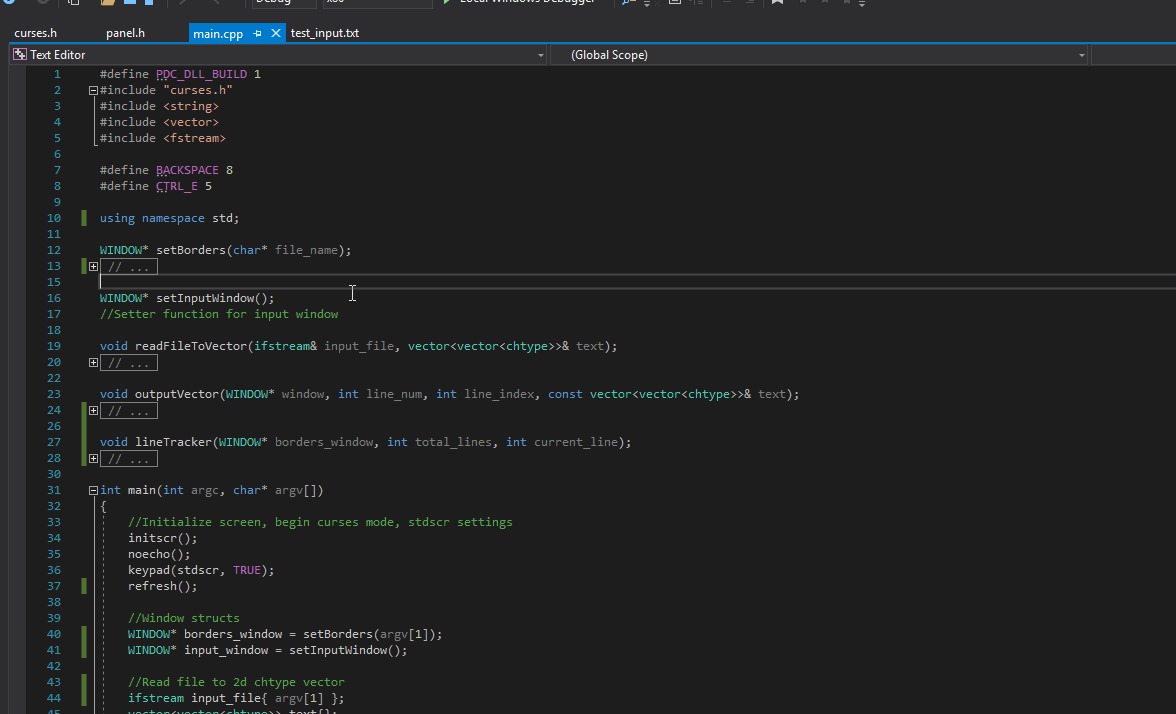 Debug x86 Local Windows Debugger
curses.h panel.h main.cpp test_input.txt
Text Editor (Global Scope)
1 #define PDC_DLL_BUILD 1
2 #include "curses.h"
3 #include <string>
4 #include <vector>
5 #include <fstream>
6
7 #define BACKSPACE 8
8 #define CTRL_E 5
9
10 using namespace std;
11
12 WINDOW* setBorders(char* file_name);
13 // ...
15
16 WINDOW* setInputWindow();
17 //Setter function for input window
18
19 void readFileToVector(ifstream& input_file, vector<vector<chtype>>& text);
20 // ...
22
23 void outputVector(WINDOW* window, int line_num, int line_index, const vector<vector<chtype>>& text);
24 // ...
26
27 void lineTracker(WINDOW* borders_window, int total_lines, int current_line);
28 // ...
30
31 int main(int argc, char* argv[])
32 {
33 //Initialize screen, begin curses mode, stdscr settings
34 initscr();
35 noecho();
36 keypad(stdscr, TRUE);
37 refresh();
38
39 //Window structs
40 WINDOW* borders_window = setBorders(argv[1]);
41 WINDOW* input_window = setInputWindow();
42
43 //Read file to 2d chtype vector
44 ifstream input_file{ argv[1] };
45 vector<vector<chtype>> text{};